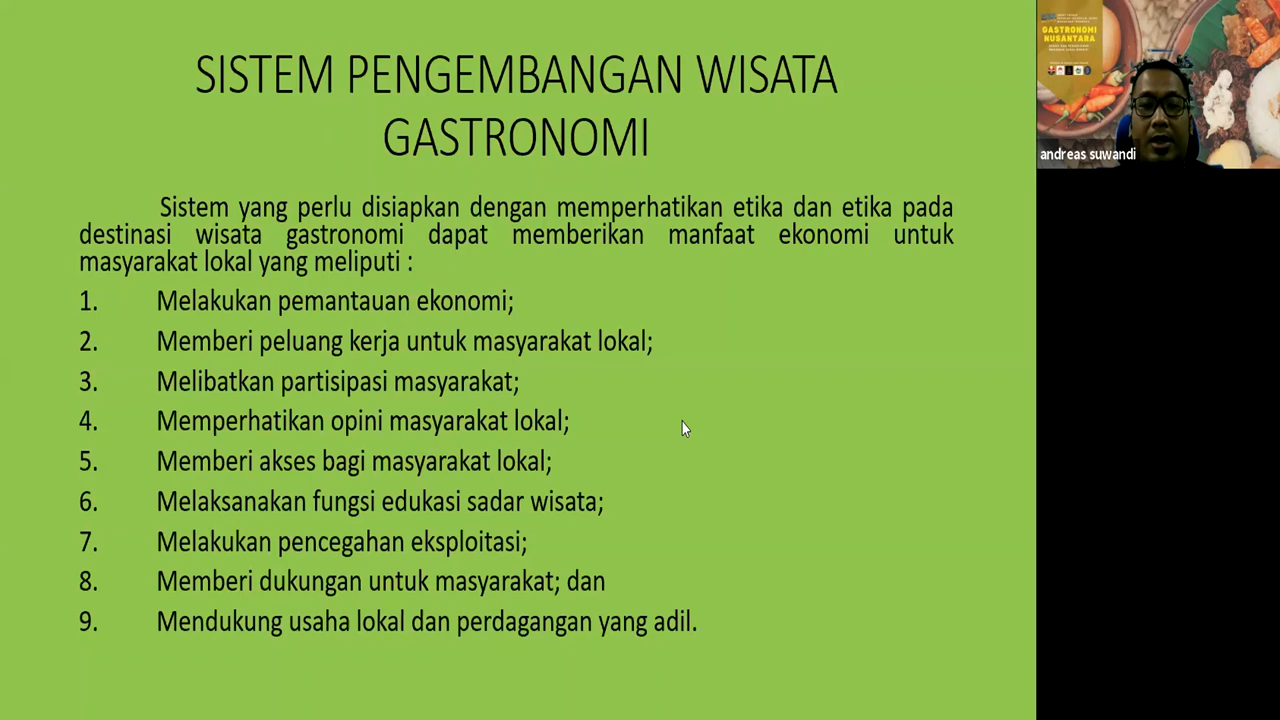 SISTEM PENGEMBANGAN WISATA
GASTRONOMI
Sistem yang perlu disiapkan dengan memperhatikan etika dan etika pada
destinasi wisata gastronomi dapat memberikan manfaat ekonomi untuk
masyarakat lokal yang meliputi :
1. Melakukan pemantauan ekonomi;
2. Memberi peluang kerja untuk masyarakat lokal;
3. Melibatkan partisipasi masyarakat;
4. Memperhatikan opini masyarakat lokal;
5. Memberi akses bagi masyarakat lokal;
6. Melaksanakan fungsi edukasi sadar wisata;
7. Melakukan pencegahan eksploitasi;
8. Memberi dukungan untuk masyarakat; dan
9. Mendukung usaha lokal dan perdagangan yang adil.
GASTRONOMI
NUSANTARA
andreas suwandi